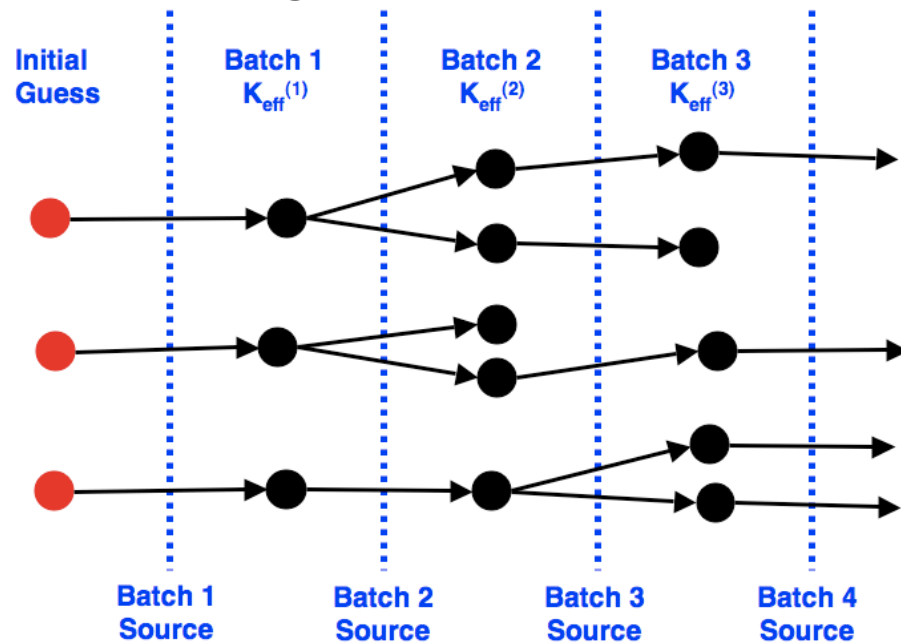 Initial
Guess
Batch 1
Keff(1)
Batch 2
Keff(2)
Batch 3
Keff(3)
Batch 1
Source
Batch 2
Source
Batch 3
Source
Batch 4
Source